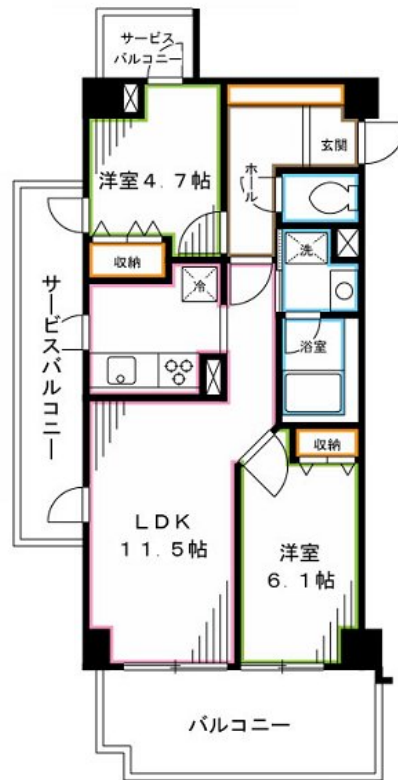 サービス
バルコニー
洋室4.7帖
玄関
ホール
収納
洗
冷
浴室
サービスバルコニー
収納
LDK
11.5帖
洋室
6.1帖
バルコニー